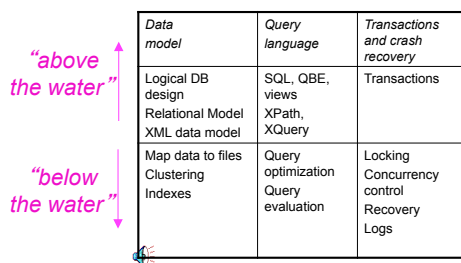 “above
the water”
“below
the water”
Data
model
Query
language
Transactions
and crash
recovery
Logical DB
design
Relational Model
XML data model
SQL, QBE,
views
XPath,
XQuery
Transactions
Map data to files
Clustering
Indexes
Query
optimization
Query
evaluation
Locking
Concurrency
control
Recovery
Logs